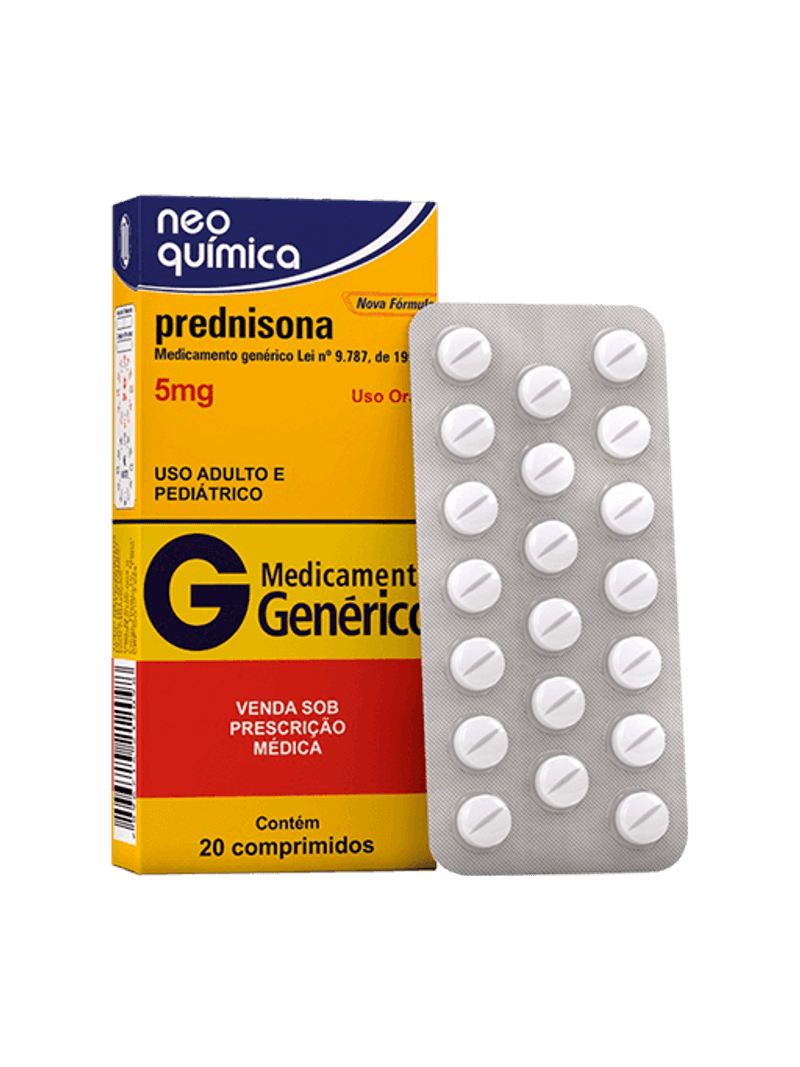 neo
química
Nova Fórmula
prednisona
Medicamento genérico Lei nº 9.787, de 19
5mg
Uso Ora
USO ADULTO E
PEDIÁTRICO
G Medicament
Genérico
VENDA SOB
PRESCRIÇÃO
MÉDICA
Contém
20 comprimidos